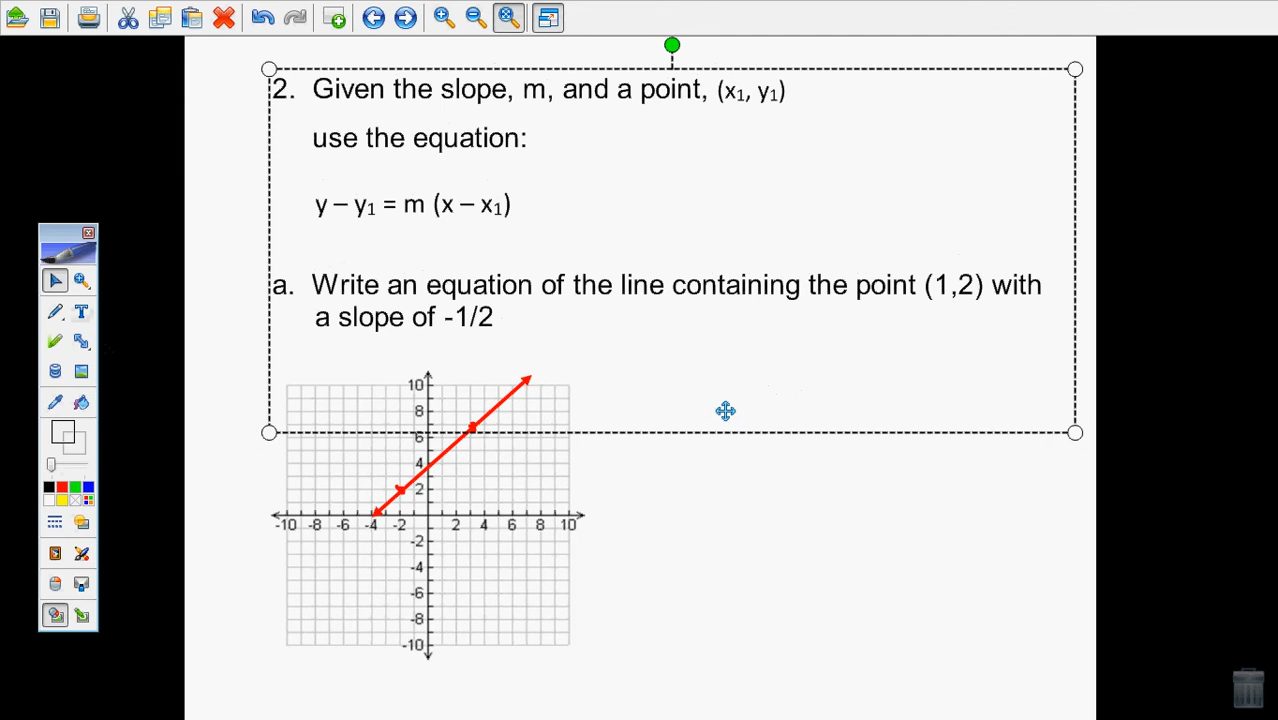 2. Given the slope, m, and a point, (x₁, y₁)
use the equation:
y – y₁ = m (x – x₁)
a. Write an equation of the line containing the point (1,2) with
a slope of -1/2
10
8
6
4
2
-10 -8 -6 -4 -2 2 4 6 8 10
-2
-4
-6
-8
-10
T